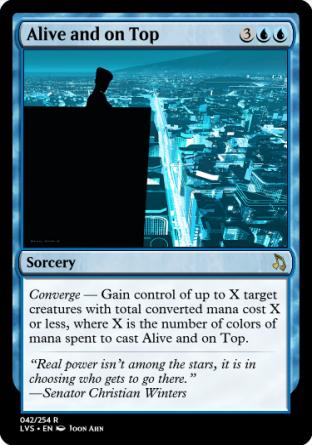 Alive and on Top 3
Sorcery
Converge — Gain control of up to X target
creatures with total converted mana cost X
or less, where X is the number of colors of
mana spent to cast Alive and on Top.
“Real power isn’t among the stars, it is in
choosing who gets to go there.”
—Senator Christian Winters
042/254 R
LVS • EN Joon Ahn